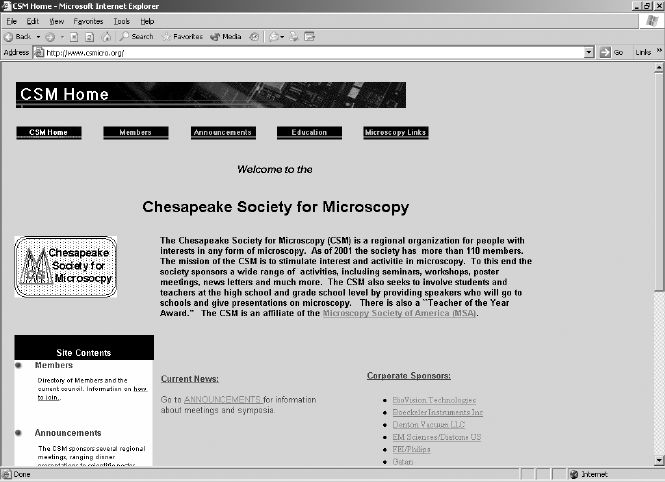 CSM Home - Microsoft Internet Explorer
File Edit View Favorites Tools Help
Back Search Favorites Media
Address http://www.csmicro.org/ Go Links »
CSM Home
CSM Home Members Announcements Education Microscopy Links
Welcome to the
Chesapeake Society for Microscopy
Chesapeake
Society for
Microsocpy
The Chesapeake Society for Microscopy (CSM) is a regional organization for people with
interests in any form of microscopy. As of 2001 the society has more than 110 members.
The mission of the CSM is to stimulate interest and activitie in microscopy. To this end the
society sponsors a wide range of activities, including seminars, workshops, poster
meetings, news letters and much more. The CSM also seeks to involve students and
teachers at the high school and grade school level by providing speakers who will go to
schools and give presentations on microscopy. There is also a ``Teacher of the Year
Award." The CSM is an affiliate of the Microscopy Society of America (MSA).
Site Contents
Members
Directory of Members and the
current council. Information on how
to join..
Announcements
The CSM sponsors several regional
meetings, ranging dinner
presentations to scientific poster
Current News:
Go to ANNOUNCEMENTS for information
about meetings and symposia.
Corporate Sponsors:
BioVision Technologies
Boeckeler Instruments Inc
Denton Vacuum LLC
EM Sciences/Diatome US
FEI/Philips
Gatan
Done Internet